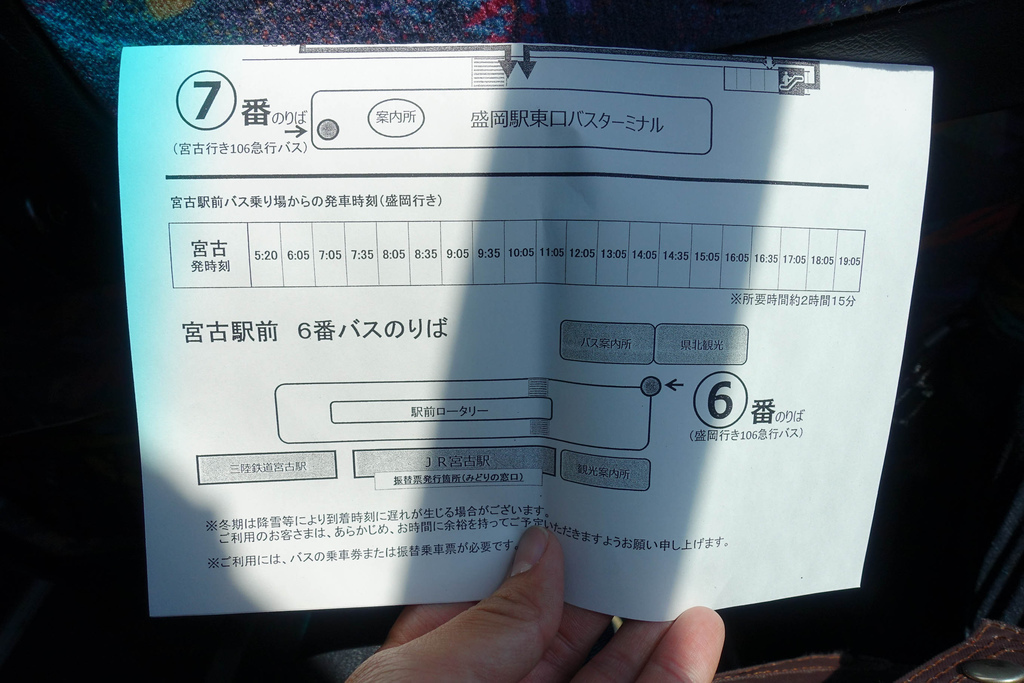 7番のりば
(宮古行き106急行バス)
案内所
盛岡駅東口バスターミナル
宮古駅前バス乗り場からの発車時刻(盛岡行き)
宮古 発時刻 5:20 6:05 7:05 7:35 8:05 8:35 9:05 9:35 10:05 11:05 12:05 13:05 14:05 14:35 15:05 16:05 16:35 17:05 18:05 19:05
※所要時間約2時間15分
宮古駅前 6番バスのりば
バス案内所
県北観光
6番のりば
(盛岡行き106急行バス)
駅前ロータリー
三陸鉄道宮古駅
JR宮古駅
振替票発行箇所(みどりの窓口)
観光案内所
※冬期は降雪等により到着時刻に遅れが生じる場合がございます。
ご利用のお客さまは、あらかじめ、お時間に余裕を持ってご予定いただきますようお願い申し上げます。
※ご利用には、バスの乗車券または振替乗車票が必要です。